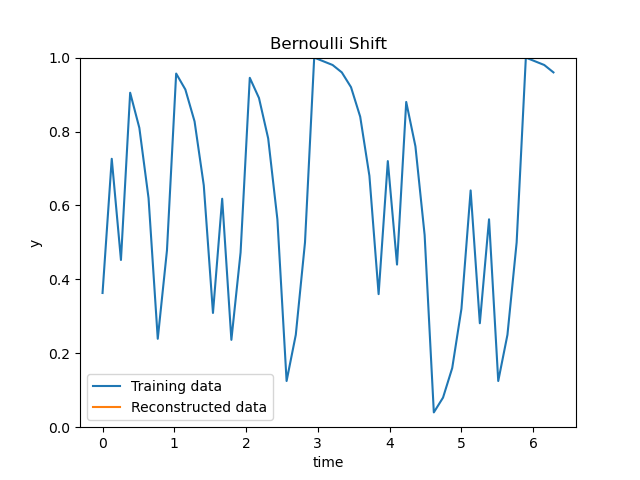 Bernoulli Shift
1.0
0.8
0.6
0.4
0.2
0.0
y
Training data
Reconstructed data
0 1 2 3 4 5 6
time